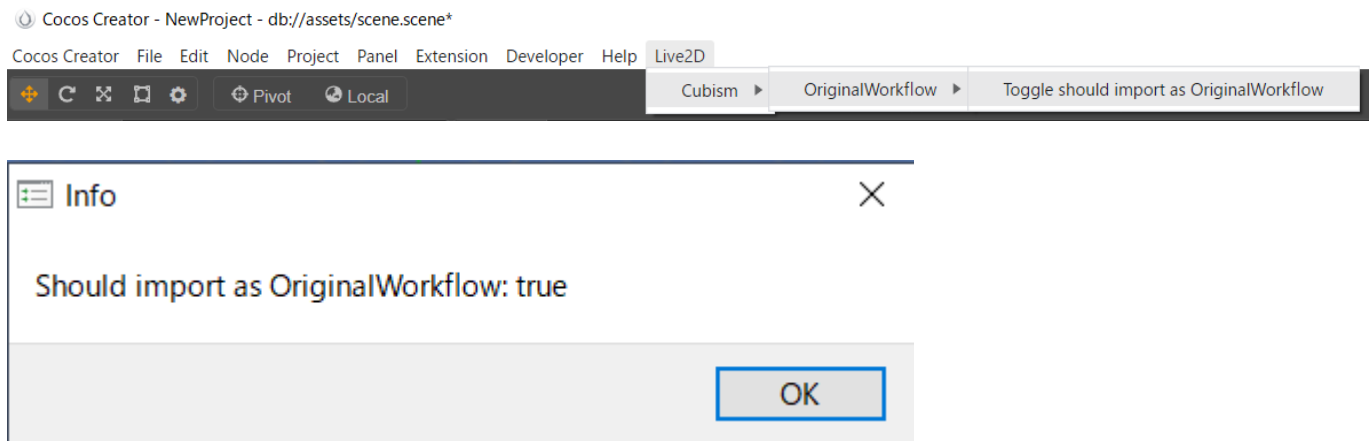 Cocos Creator - NewProject - db://assets/scene.scene*
Cocos Creator File Edit Node Project Panel Extension Developer Help Live2D
Pivot Local Cubism OriginalWorkflow Toggle should import as OriginalWorkflow
Info
Should import as OriginalWorkflow: true
OK